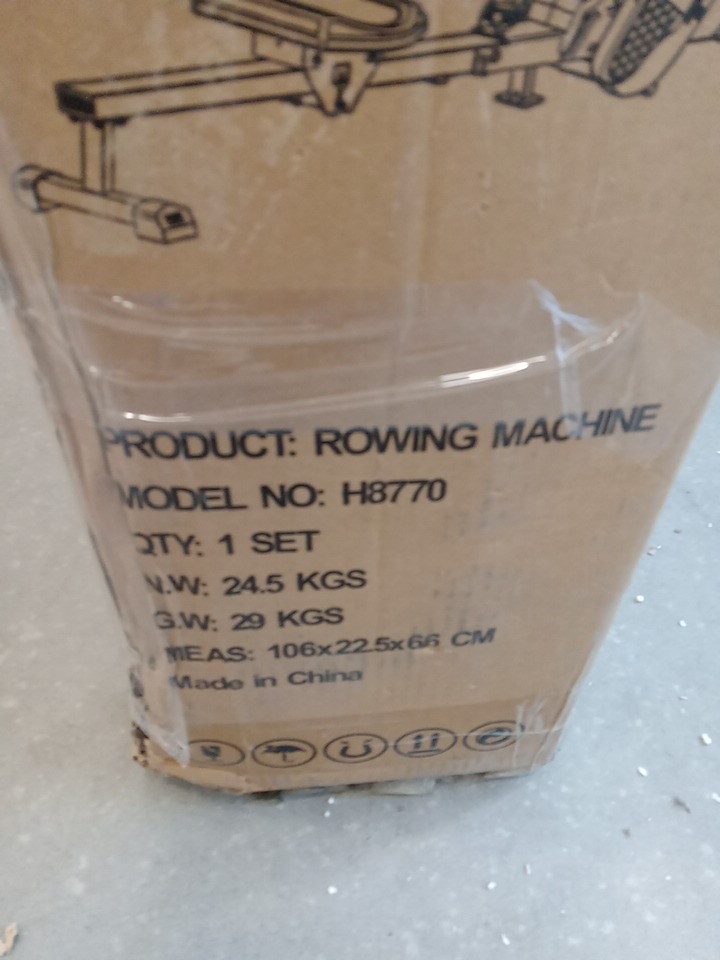 PRODUCT: ROWING MACHINE
MODEL NO: H8770
QTY: 1 SET
N.W: 24.5 KGS
G.W: 29 KGS
MEAS: 106x22.5x66 CM
Made in China